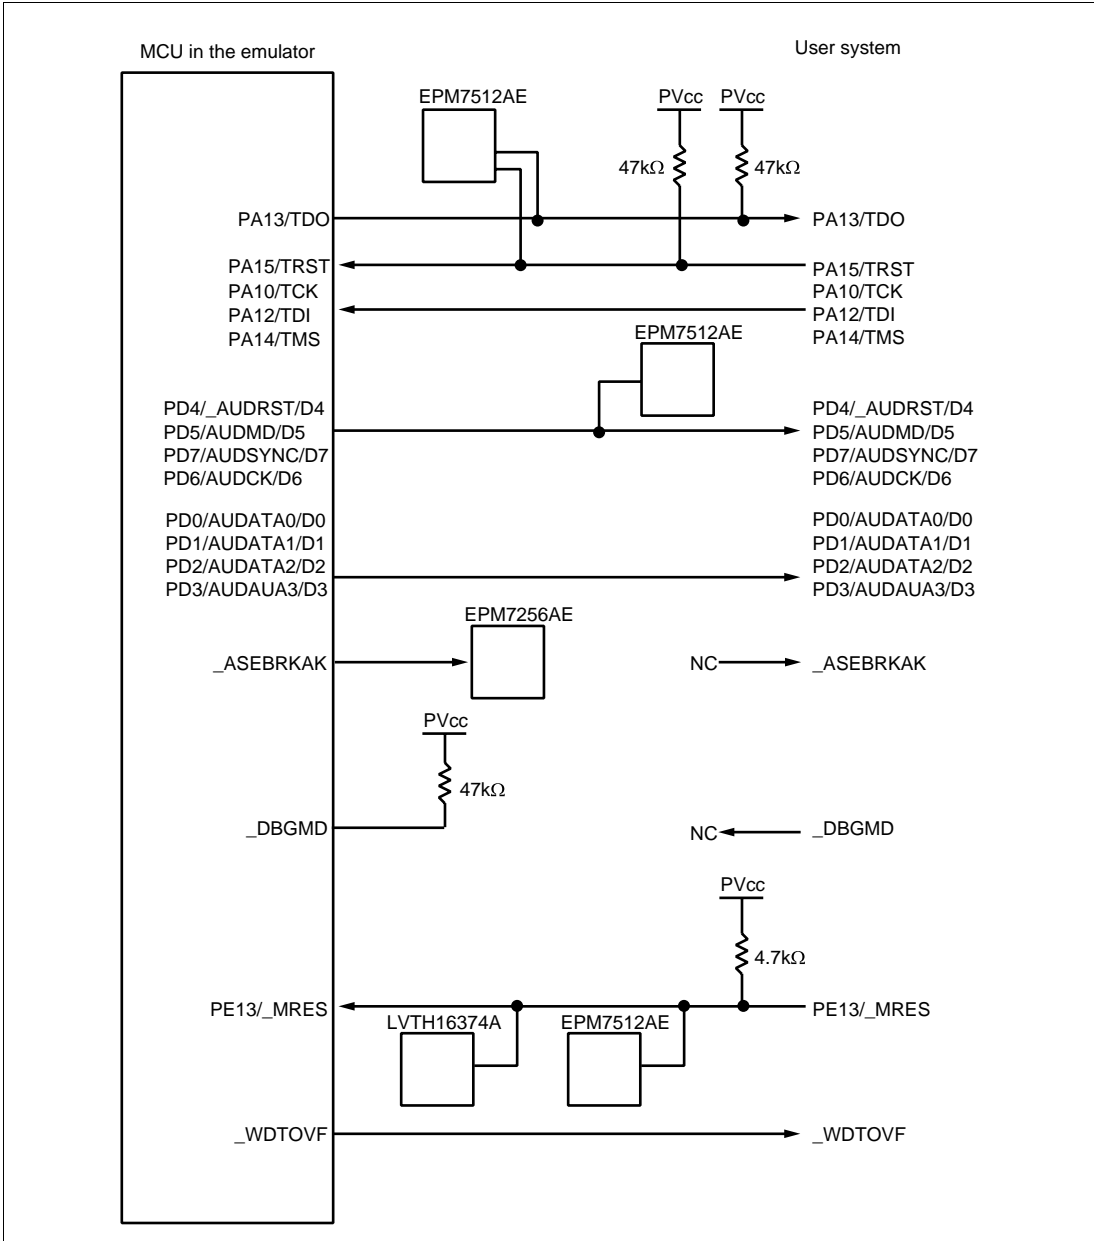 MCU in the emulator
User system
EPM7512AE
PVcc
PVcc
47kΩ
47kΩ
PA13/TDO
PA13/TDO
PA15/TRST
PA15/TRST
PA10/TCK
PA10/TCK
PA12/TDI
PA12/TDI
PA14/TMS
PA14/TMS
EPM7512AE
PD4/_AUDRST/D4
PD4/_AUDRST/D4
PD5/AUDMD/D5
PD5/AUDMD/D5
PD7/AUDSYNC/D7
PD7/AUDSYNC/D7
PD6/AUDCK/D6
PD6/AUDCK/D6
PD0/AUDATA0/D0
PD0/AUDATA0/D0
PD1/AUDATA1/D1
PD1/AUDATA1/D1
PD2/AUDATA2/D2
PD2/AUDATA2/D2
PD3/AUDAUA3/D3
PD3/AUDAUA3/D3
EPM7256AE
_ASEBRKAK
NC
_ASEBRKAK
PVcc
47kΩ
_DBGMD
NC
_DBGMD
PVcc
4.7kΩ
PE13/_MRES
PE13/_MRES
LVTH16374A
EPM7512AE
_WDTOVF
_WDTOVF